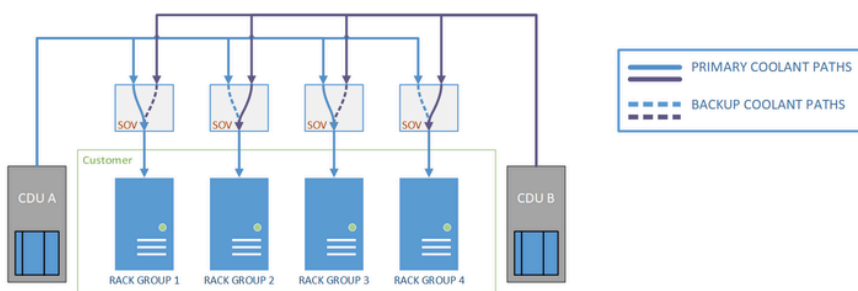 PRIMARY COOLANT PATHS
BACKUP COOLANT PATHS
SOV
SOV
SOV
SOV
Customer
CDU A
CDU B
RACK GROUP 1
RACK GROUP 2
RACK GROUP 3
RACK GROUP 4